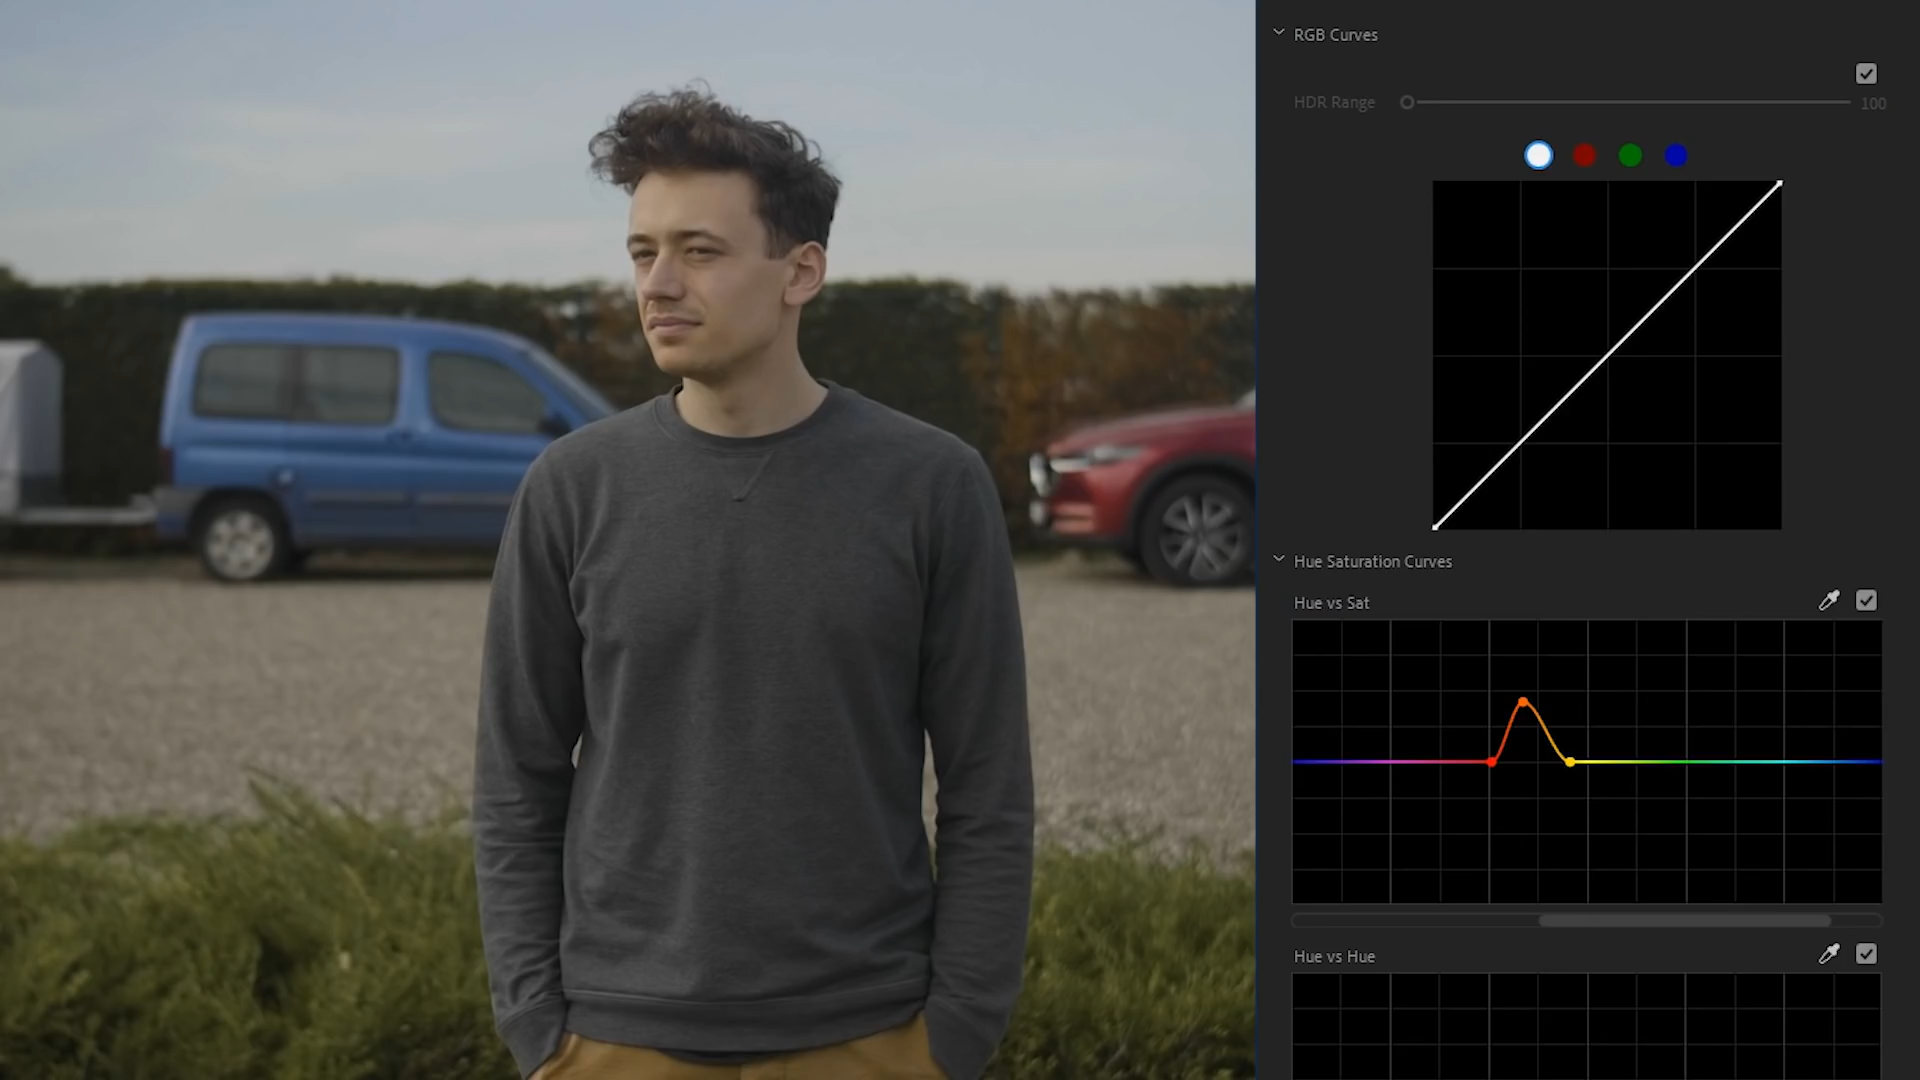 RGB Curves
HDR Range 100
Hue Saturation Curves
Hue vs Sat
Hue vs Hue